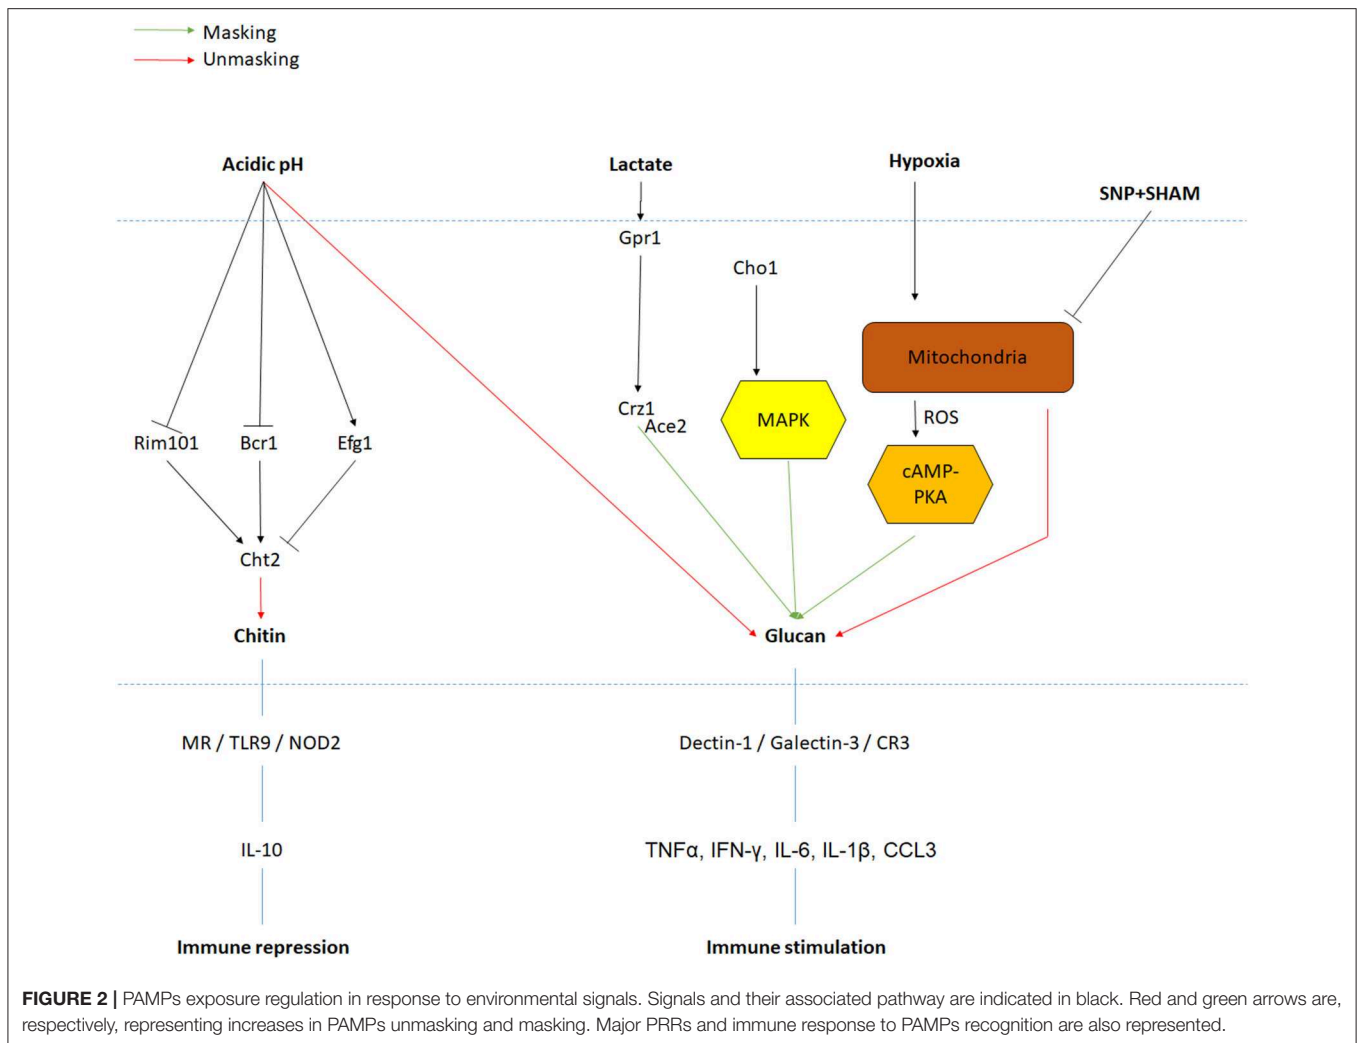 Masking
Unmasking
Acidic pH
Lactate
Hypoxia
SNP+SHAM
Gpr1
Cho1
Mitochondria
Crz1
Ace2
MAPK
ROS
Rim101
Bcr1
Efg1
cAMP-
PKA
Cht2
Chitin
Glucan
MR / TLR9 / NOD2
Dectin-1 / Galectin-3 / CR3
IL-10
TNFα, IFN-γ, IL-6, IL-1β, CCL3
Immune repression
Immune stimulation
FIGURE 2 | PAMPs exposure regulation in response to environmental signals. Signals and their associated pathway are indicated in black. Red and green arrows are,
respectively, representing increases in PAMPs unmasking and masking. Major PRRs and immune response to PAMPs recognition are also represented.